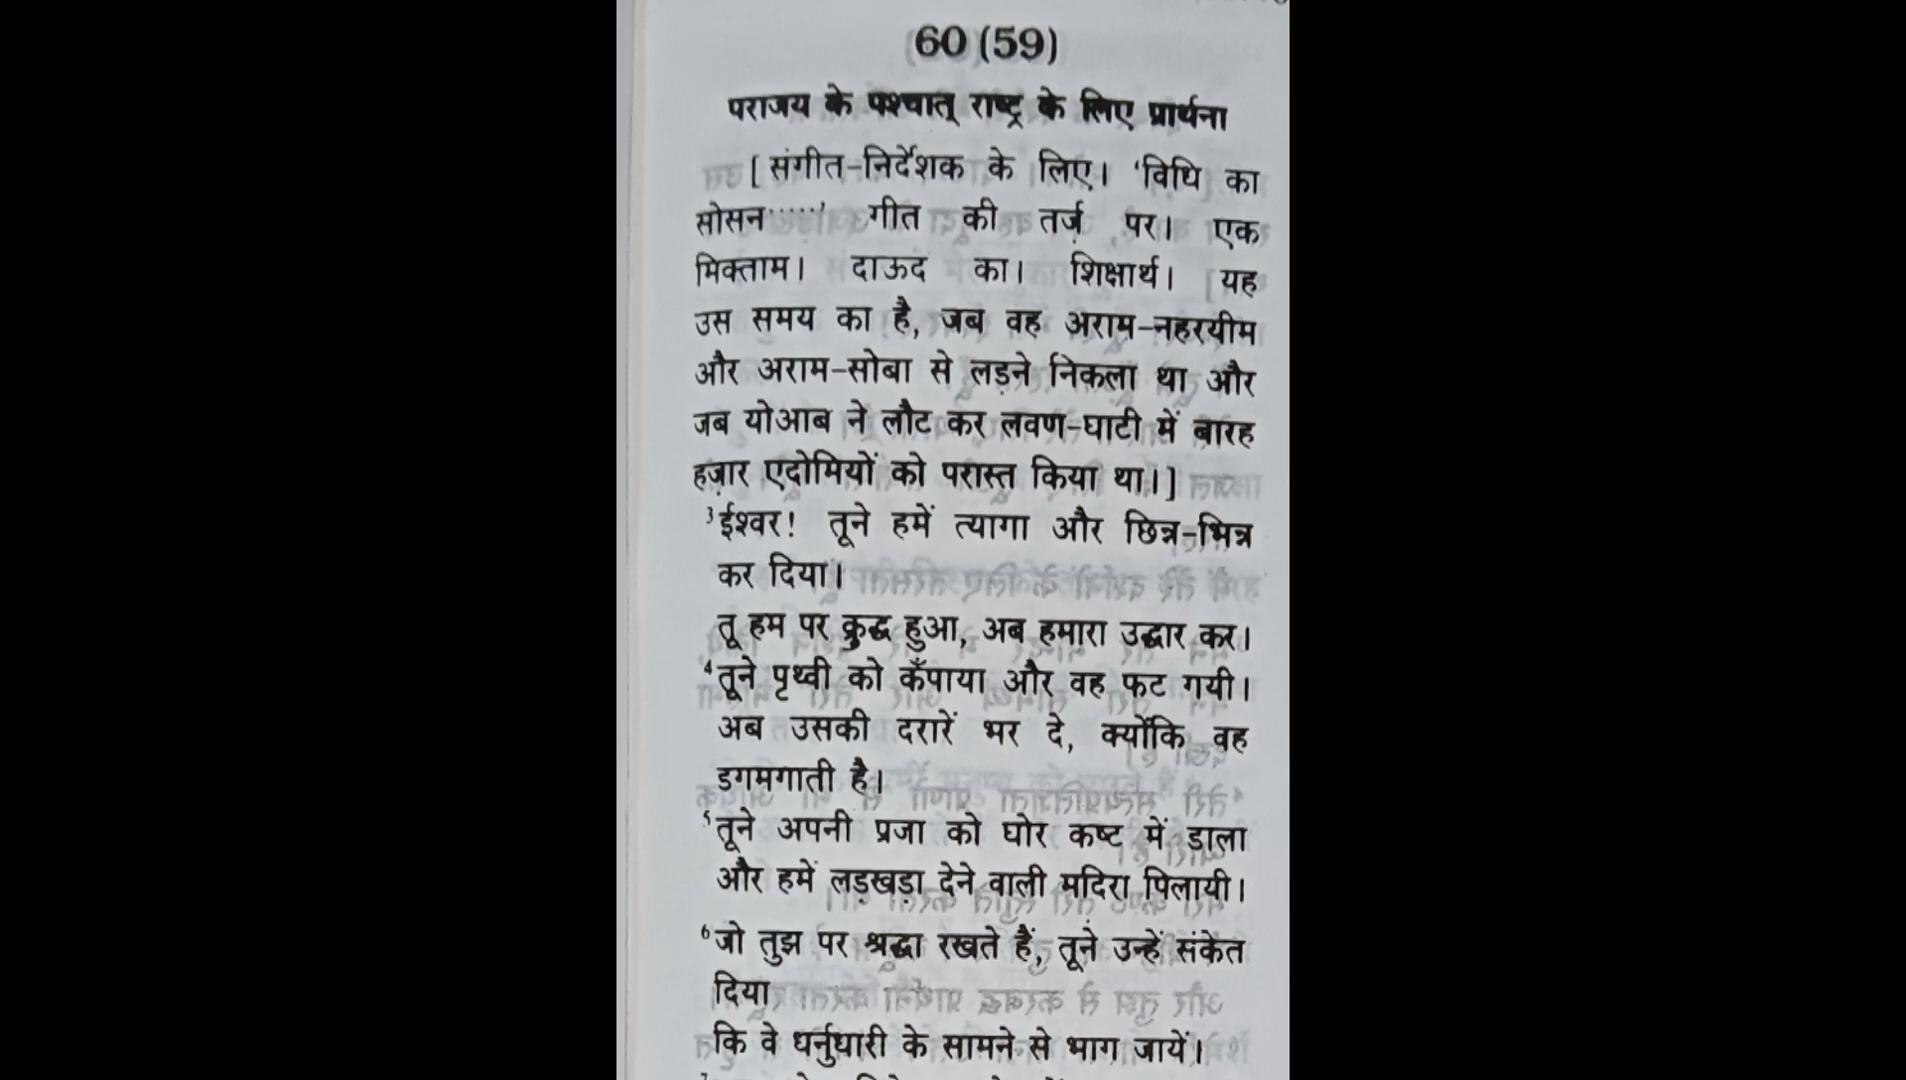 60 (59)
पराजय के पश्चात् राष्ट्र के लिए प्रार्थना
[ संगीत-निर्देशक के लिए। ‘विधि का
सोसन·····’ गीत की तर्ज़ पर। एक
मिक्ताम। दाऊद का। शिक्षार्थ। यह
उस समय का है, जब वह अराम-नहरयीम
और अराम-सोबा से लड़ने निकला था और
जब योआब ने लौट कर लवण-घाटी में बारह
हज़ार एदोमियों को परास्त किया था।]
³ईश्वर! तूने हमें त्यागा और छिन्न-भिन्न
कर दिया।
तू हम पर क्रुद्ध हुआ, अब हमारा उद्धार कर।
⁴तूने पृथ्वी को कँपाया और वह फट गयी।
अब उसकी दरारें भर दे, क्योंकि वह
डगमगाती है।
⁵तूने अपनी प्रजा को घोर कष्ट में डाला
और हमें लड़खड़ा देने वाली मदिरा पिलायी।
⁶जो तुझ पर श्रद्धा रखते हैं, तूने उन्हें संकेत
दिया
कि वे धर्नुधारी के सामने से भाग जायें।